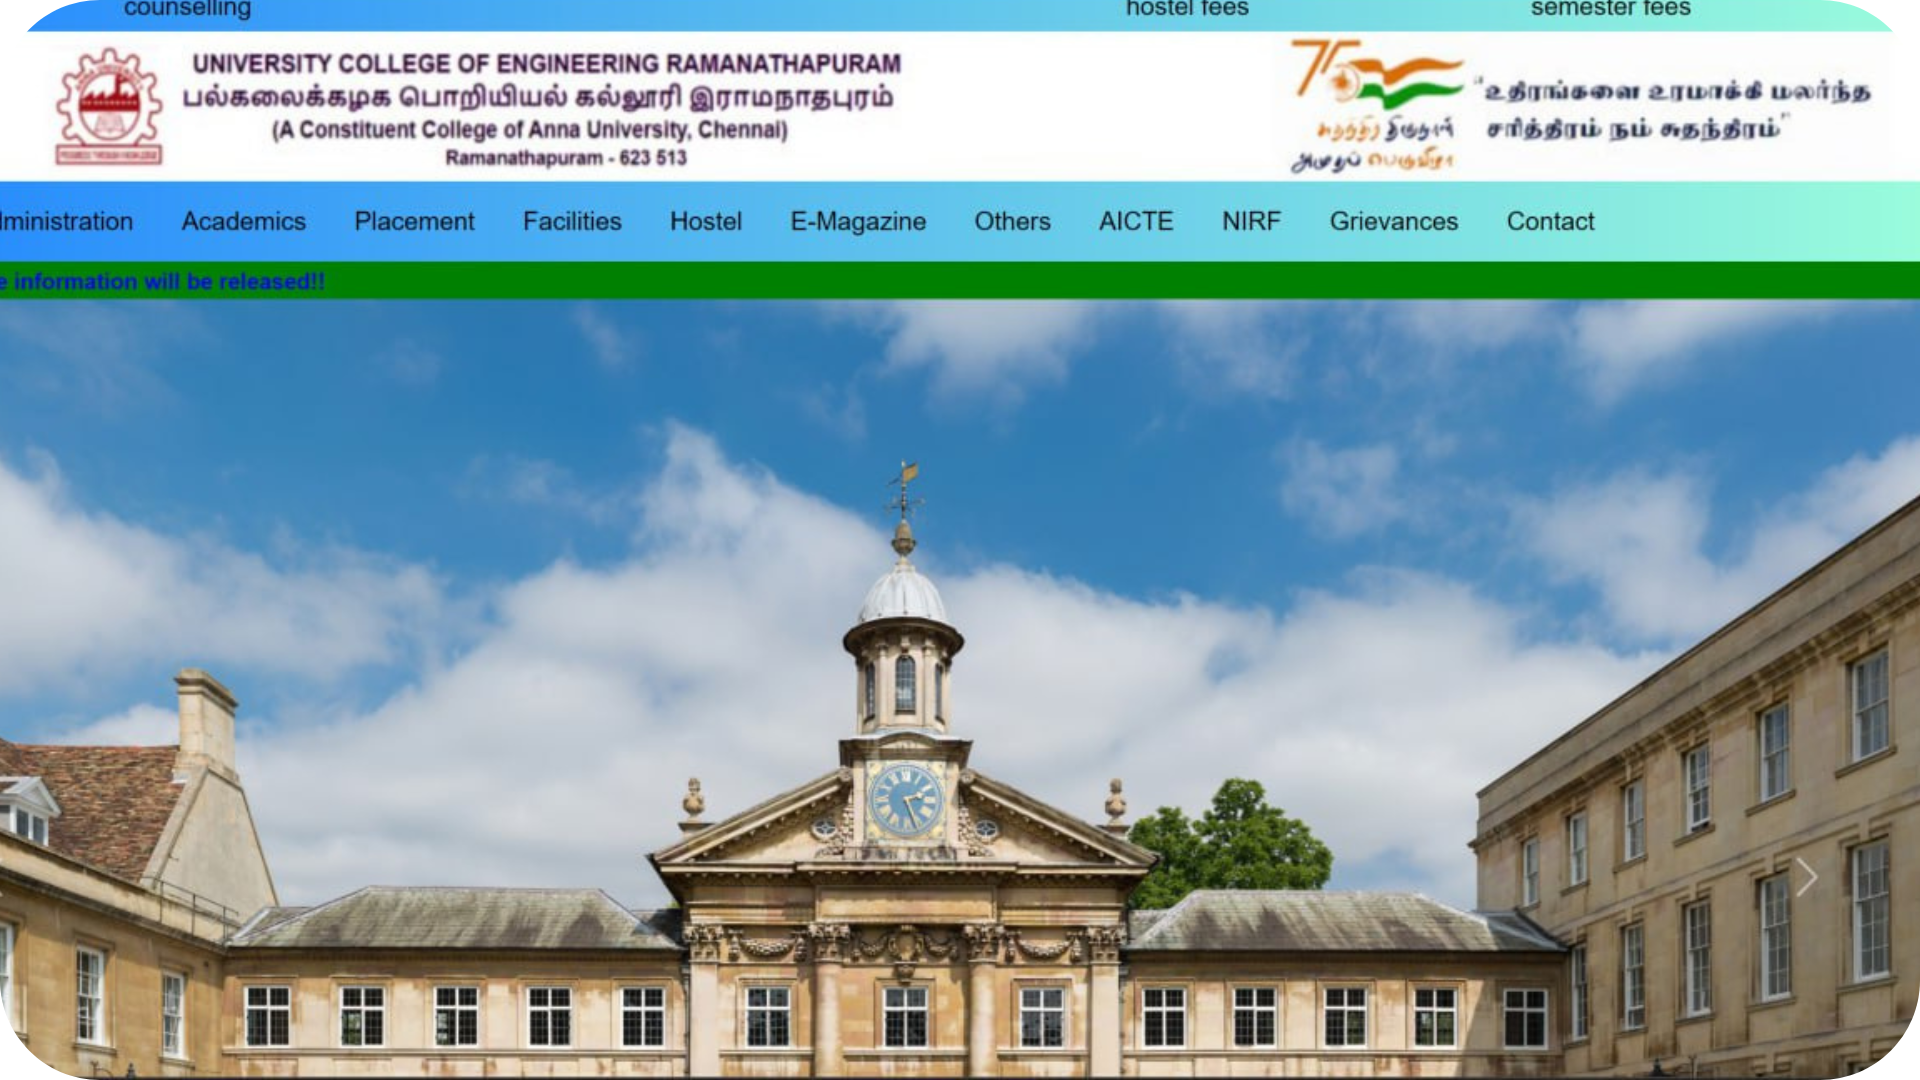 counselling hostel fees semester fees
UNIVERSITY COLLEGE OF ENGINEERING RAMANATHAPURAM
பல்கலைக்கழக பொறியியல் கல்லூரி இராமநாதபுரம்
(A Constituent College of Anna University, Chennai)
Ramanathapuram - 623 513
75
சுதந்திர திருநாள்
அமுதப் பெருவிழா
"உதிரங்களை உரமாக்கி மலர்ந்த
சரித்திரம் நம் சுதந்திரம்"
ministration Academics Placement Facilities Hostel E-Magazine Others AICTE NIRF Grievances Contact
e information will be released!!